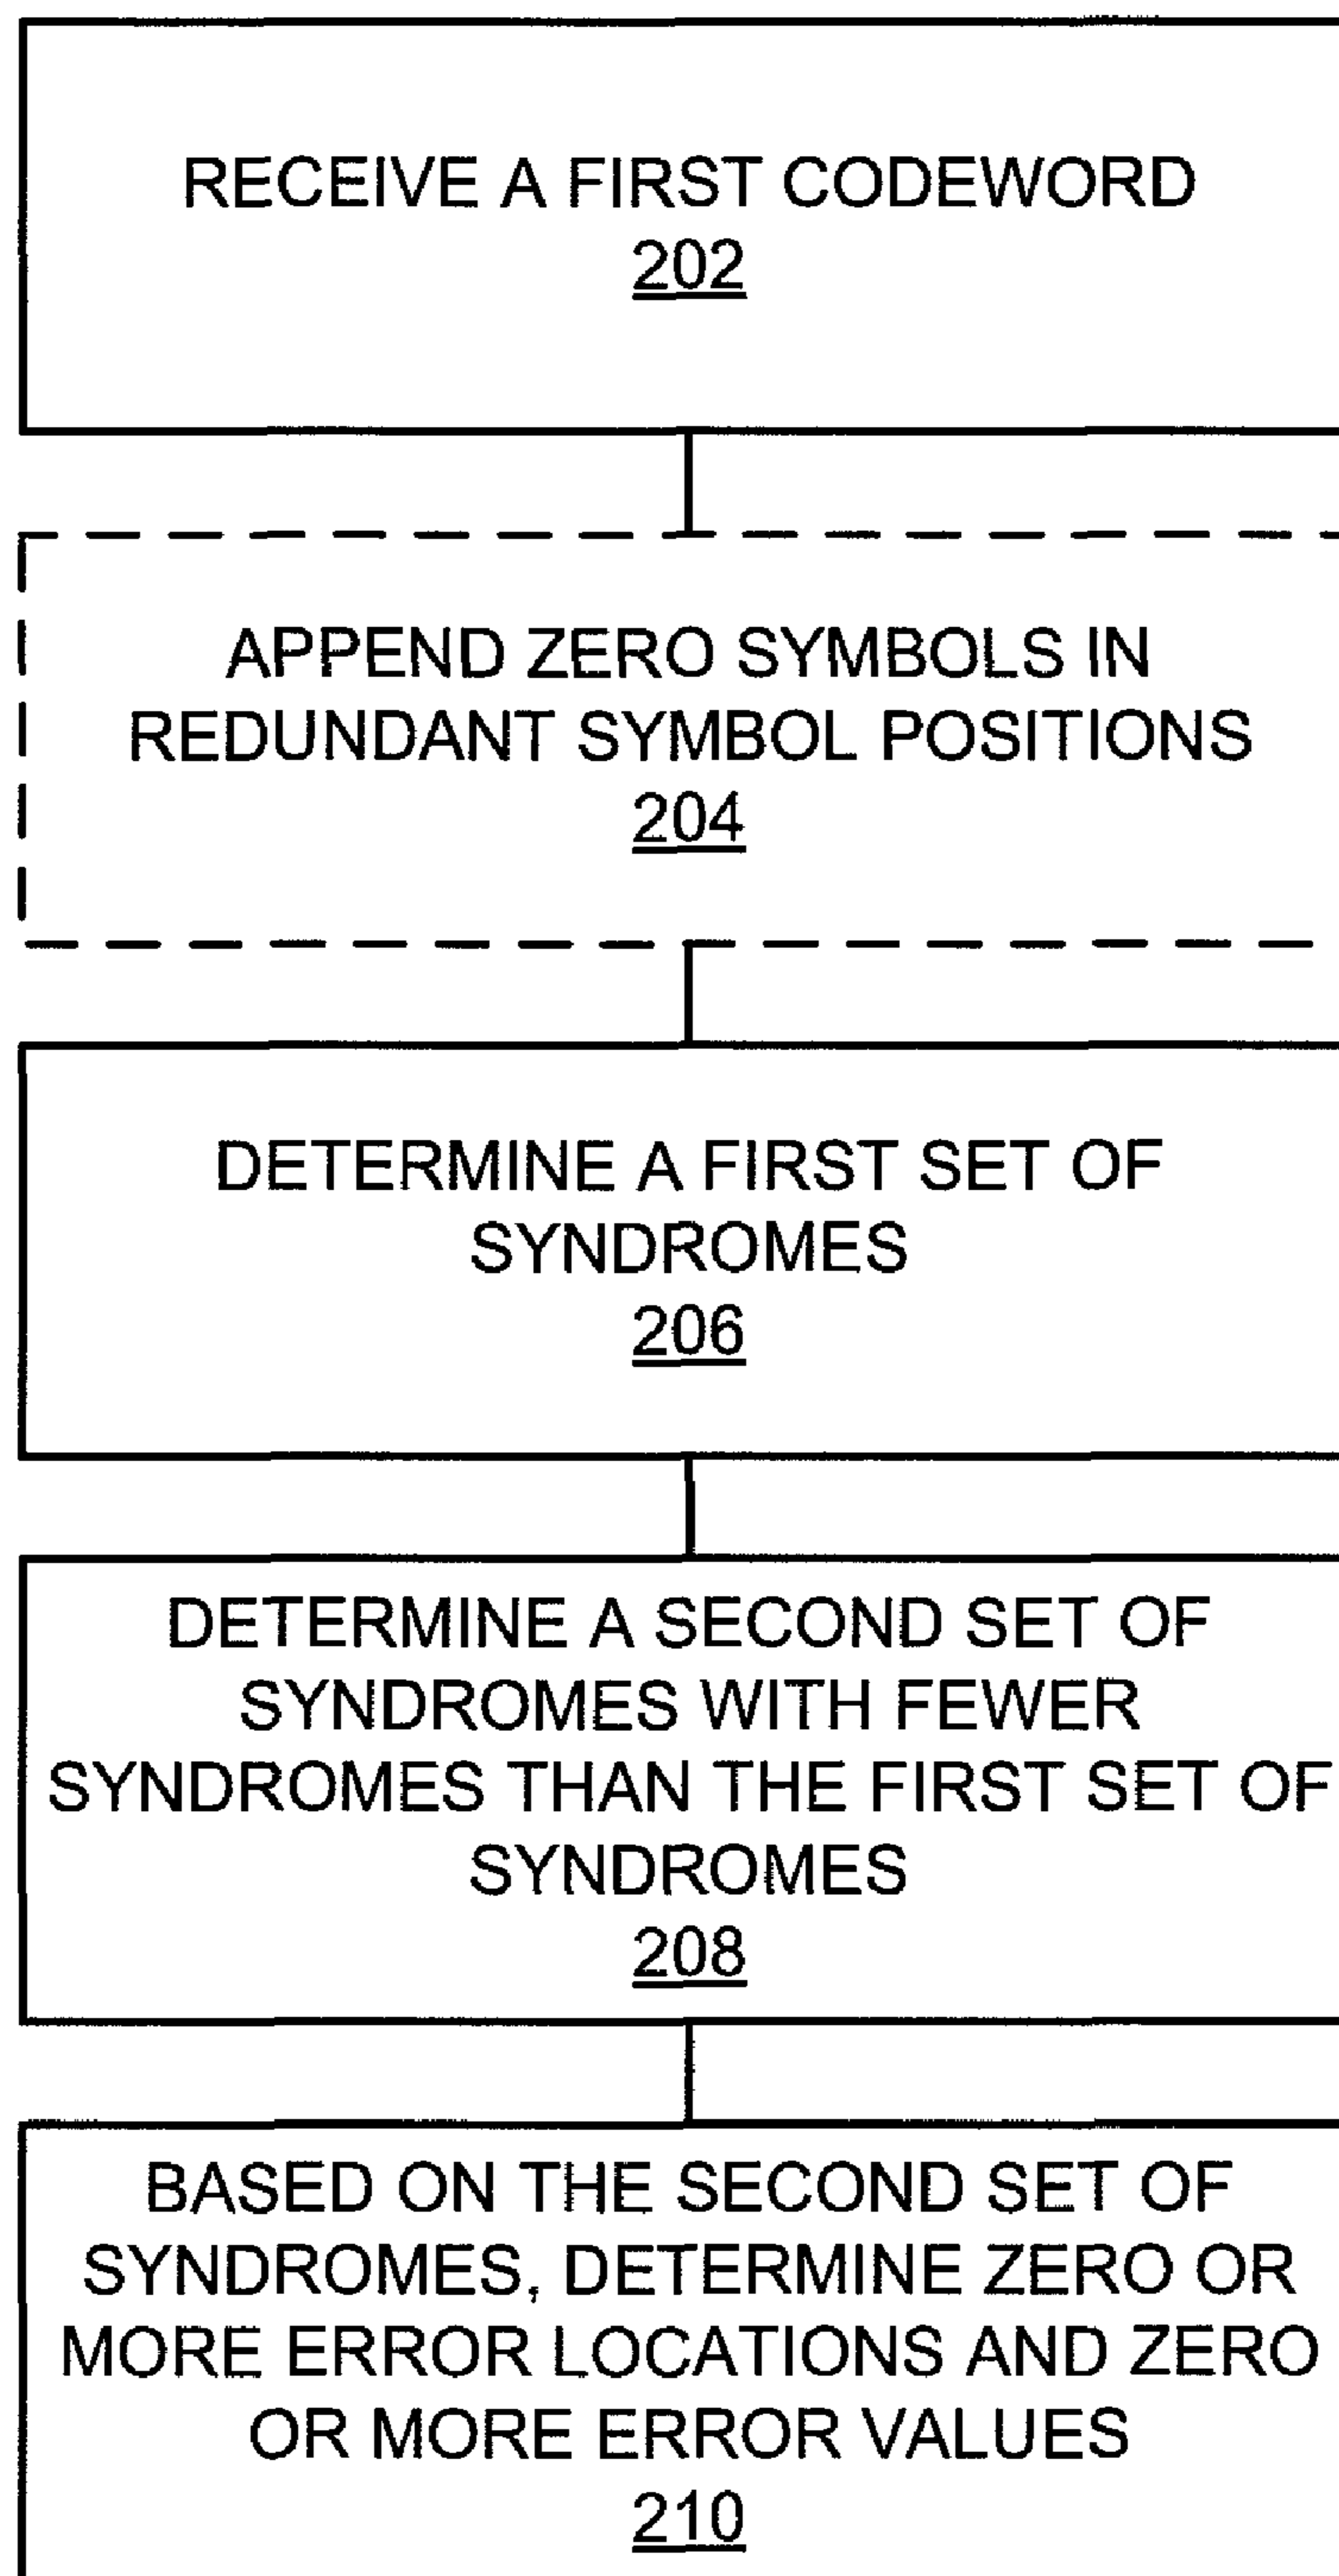 RECEIVE A FIRST CODEWORD
202
APPEND ZERO SYMBOLS IN
REDUNDANT SYMBOL POSITIONS
204
DETERMINE A FIRST SET OF
SYNDROMES
206
DETERMINE A SECOND SET OF
SYNDROMES WITH FEWER
SYNDROMES THAN THE FIRST SET OF
SYNDROMES
208
BASED ON THE SECOND SET OF
SYNDROMES, DETERMINE ZERO OR
MORE ERROR LOCATIONS AND ZERO
OR MORE ERROR VALUES
210